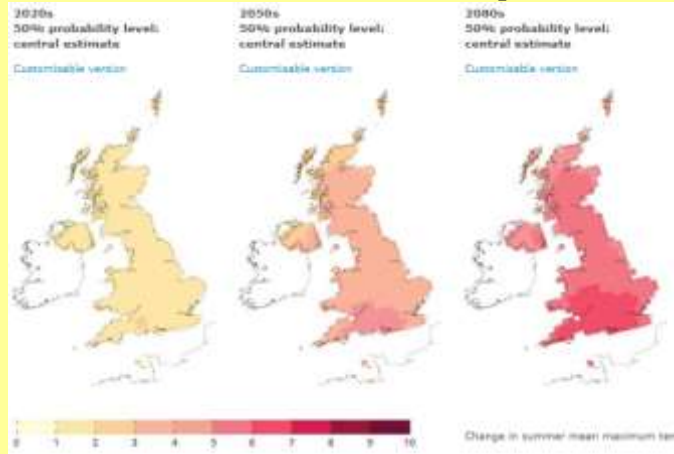 2020s
50% probability level:
central estimate
Customisable version
2050s
50% probability level:
central estimate
Customisable version
2080s
50% probability level:
central estimate
Customisable version
0 1 2 3 4 5 6 7 8 9 10
Change in summer mean maximum tem